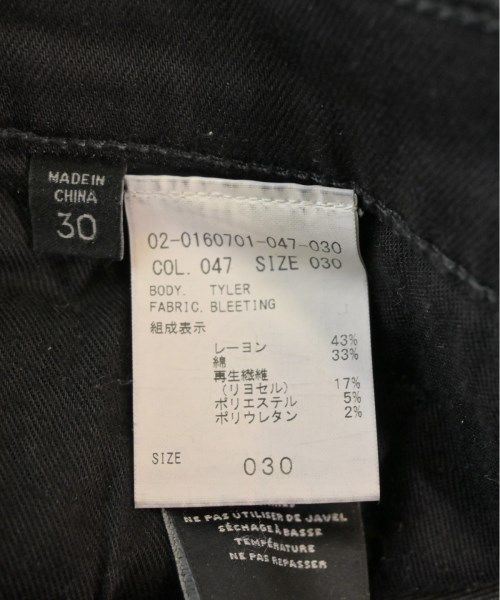 MADE IN
CHINA
30
02-0160701-047-030
COL. 047 SIZE 030
BODY. TYLER
FABRIC. BLEETING
組成表示
レーヨン 43%
綿 33%
再生繊維
(リヨセル) 17%
ポリエステル 5%
ポリウレタン 2%
SIZE 030
NE PAS UTILISER DE JAVEL
SÉCHAGE À BASSE
TEMPÉRATURE
NE PAS REPASSER